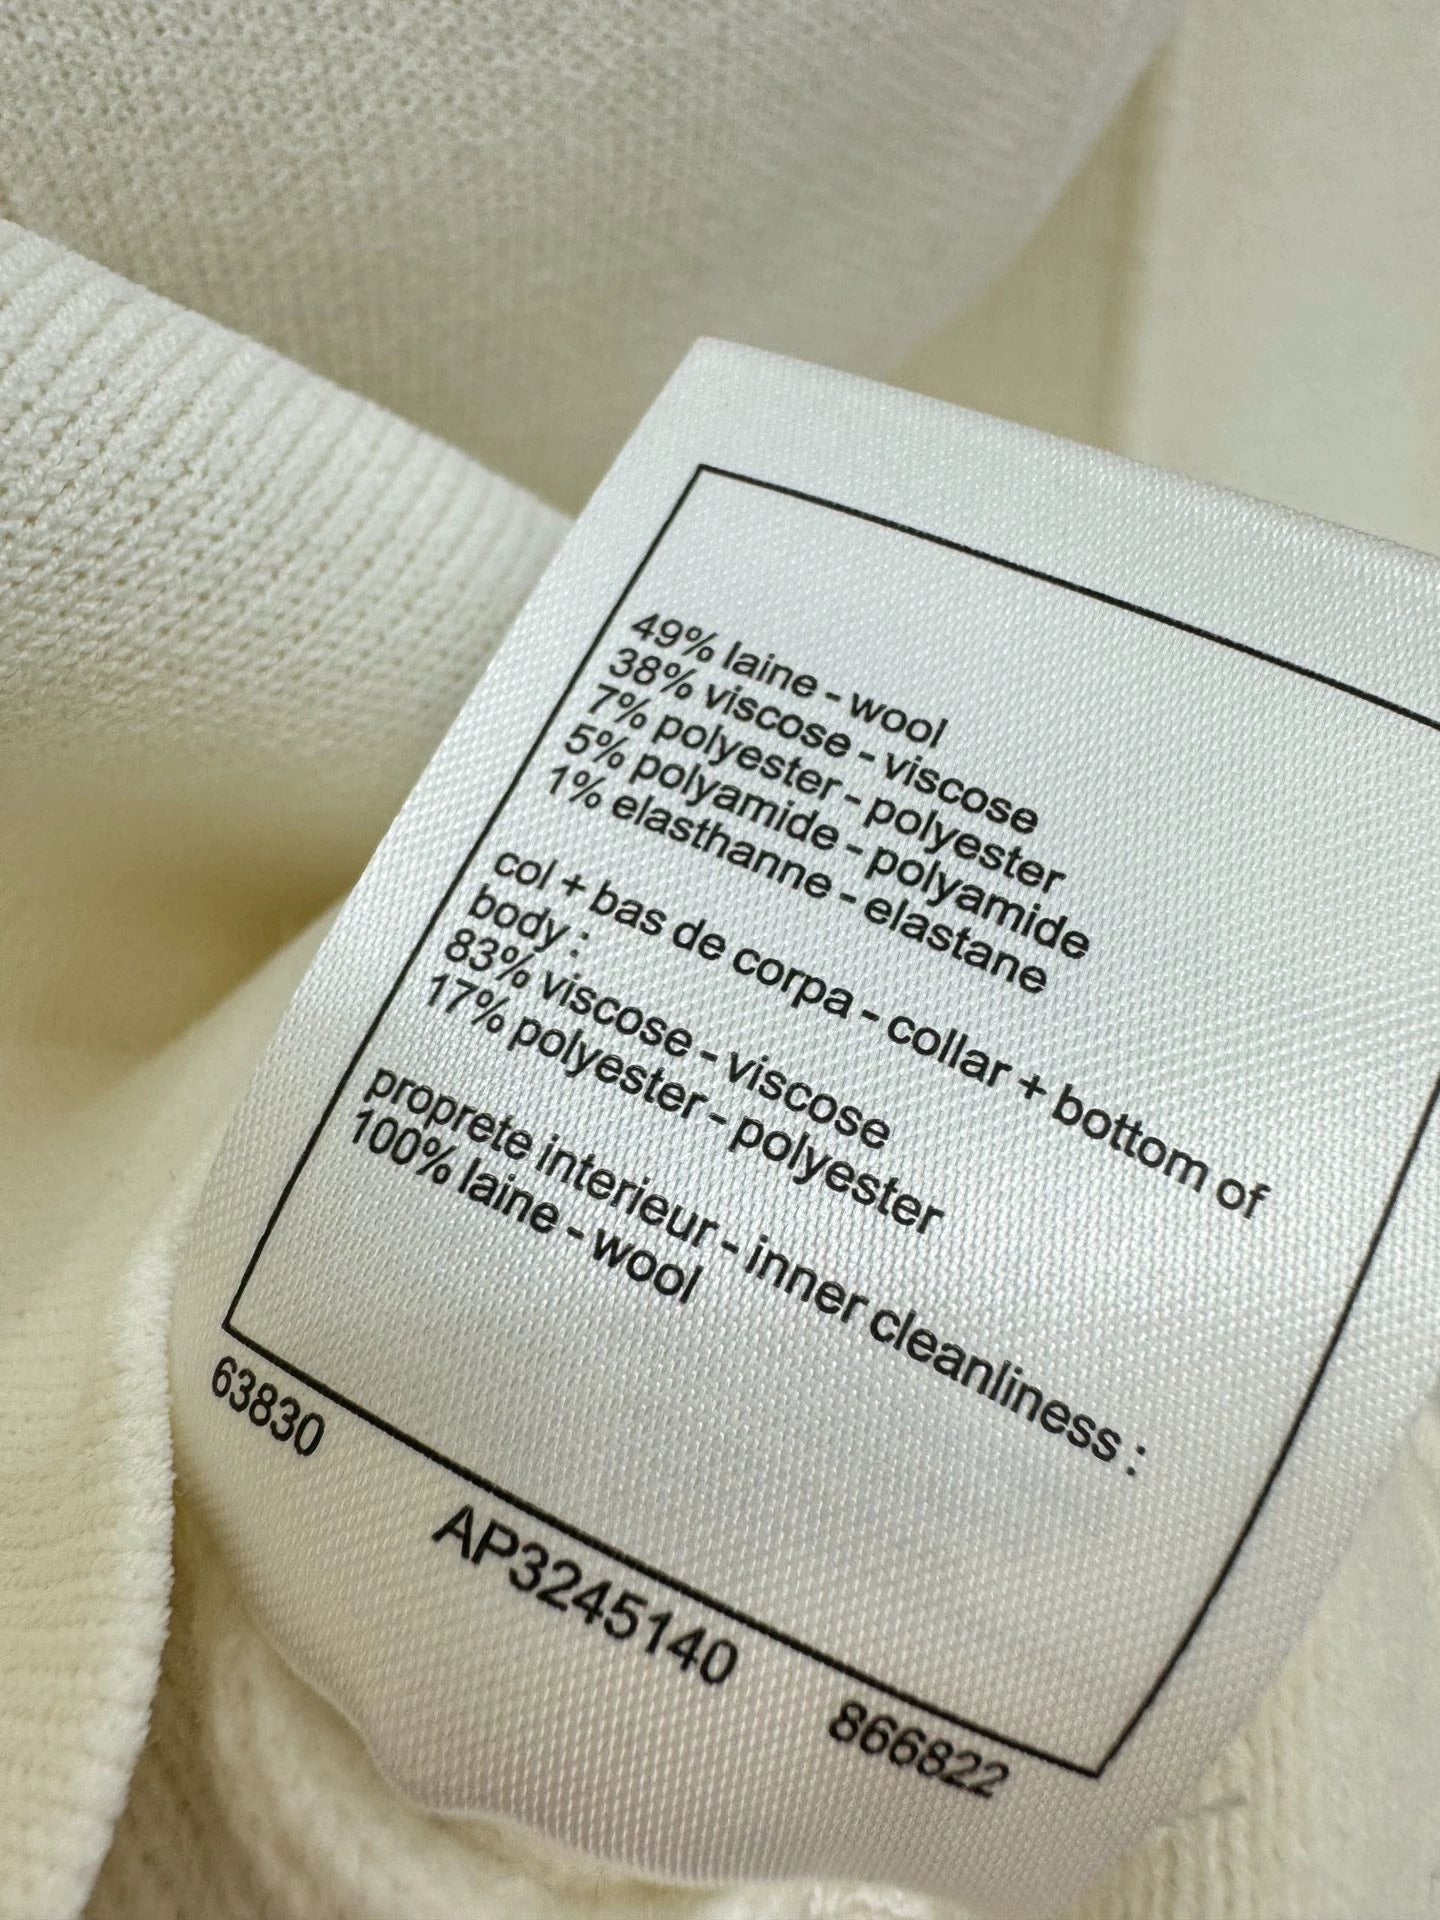 49% laine - wool
38% viscose - viscose
7% polyester - polyester
5% polyamide - polyamide
1% elasthanne - elastane
col + bas de corpa - collar + bottom of
body :
83% viscose - viscose
17% polyester - polyester
proprete interieur - inner cleanliness :
100% laine - wool
63830
AP3245140
866822